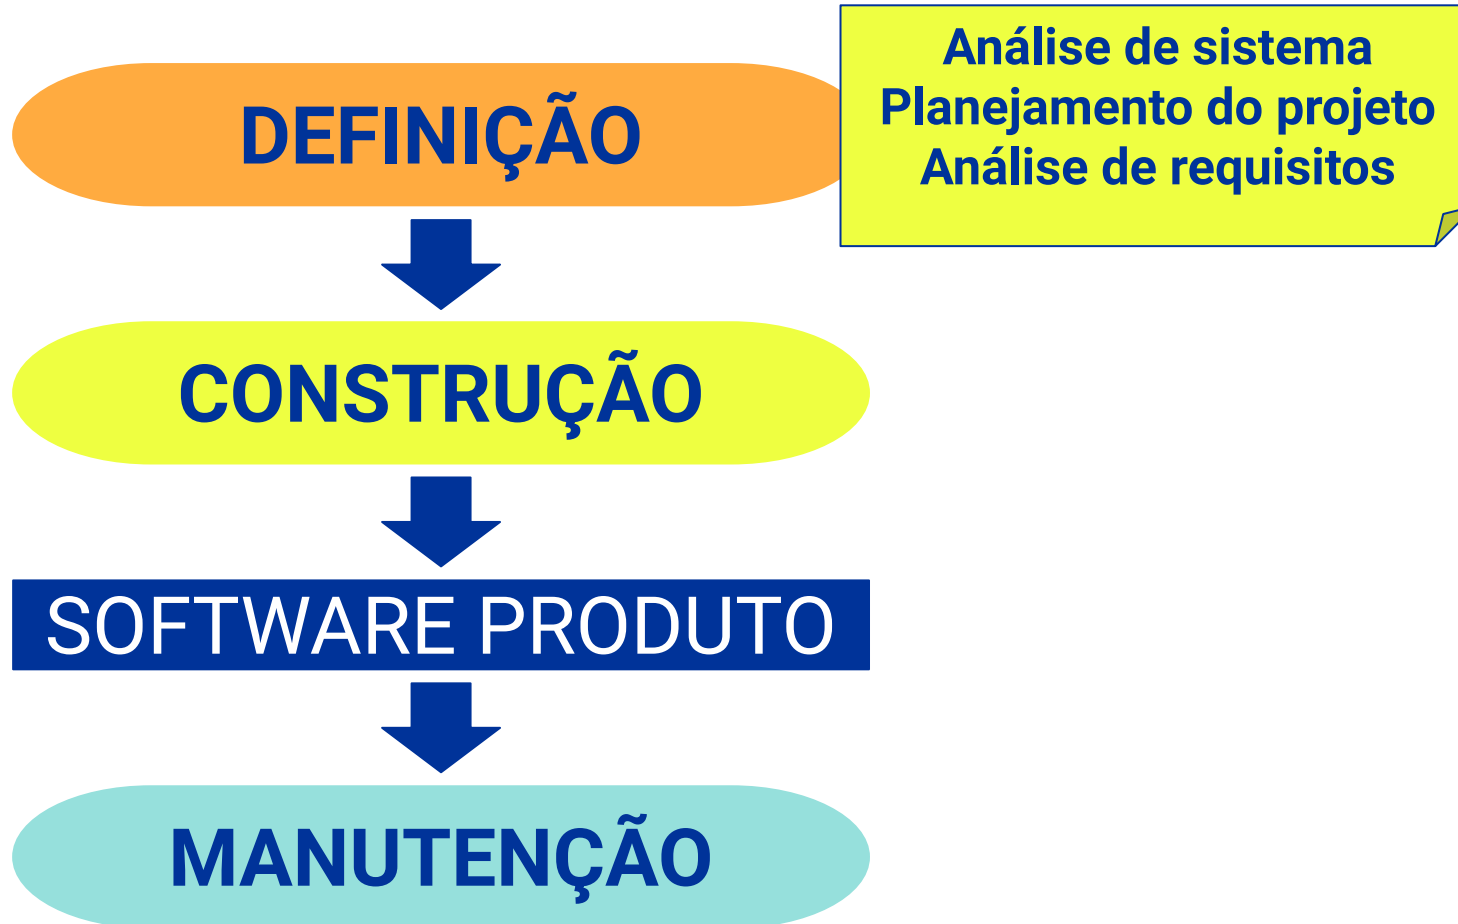 DEFINIÇÃO
Análise de sistema
Planejamento do projeto
Análise de requisitos
CONSTRUÇÃO
SOFTWARE PRODUTO
MANUTENÇÃO